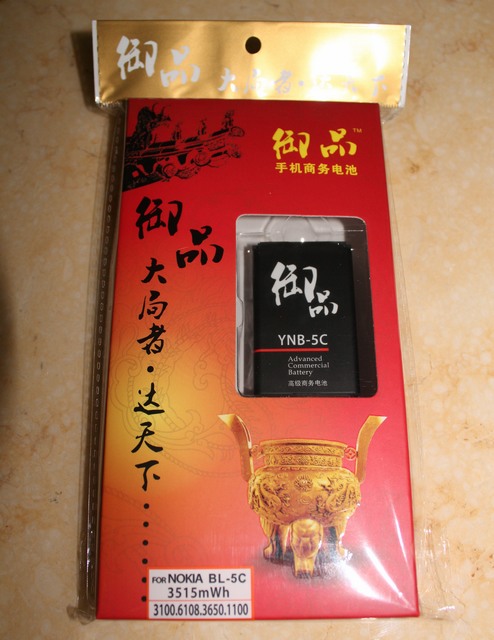 御品 大局者·达天下
御品™
手机商务电池
御品
大局者·达天下......
御品
YNB-5C
Advanced
Commercial
Battery
高级商务电池
FOR NOKIA BL-5C
3515mWh
3100.6108.3650.1100